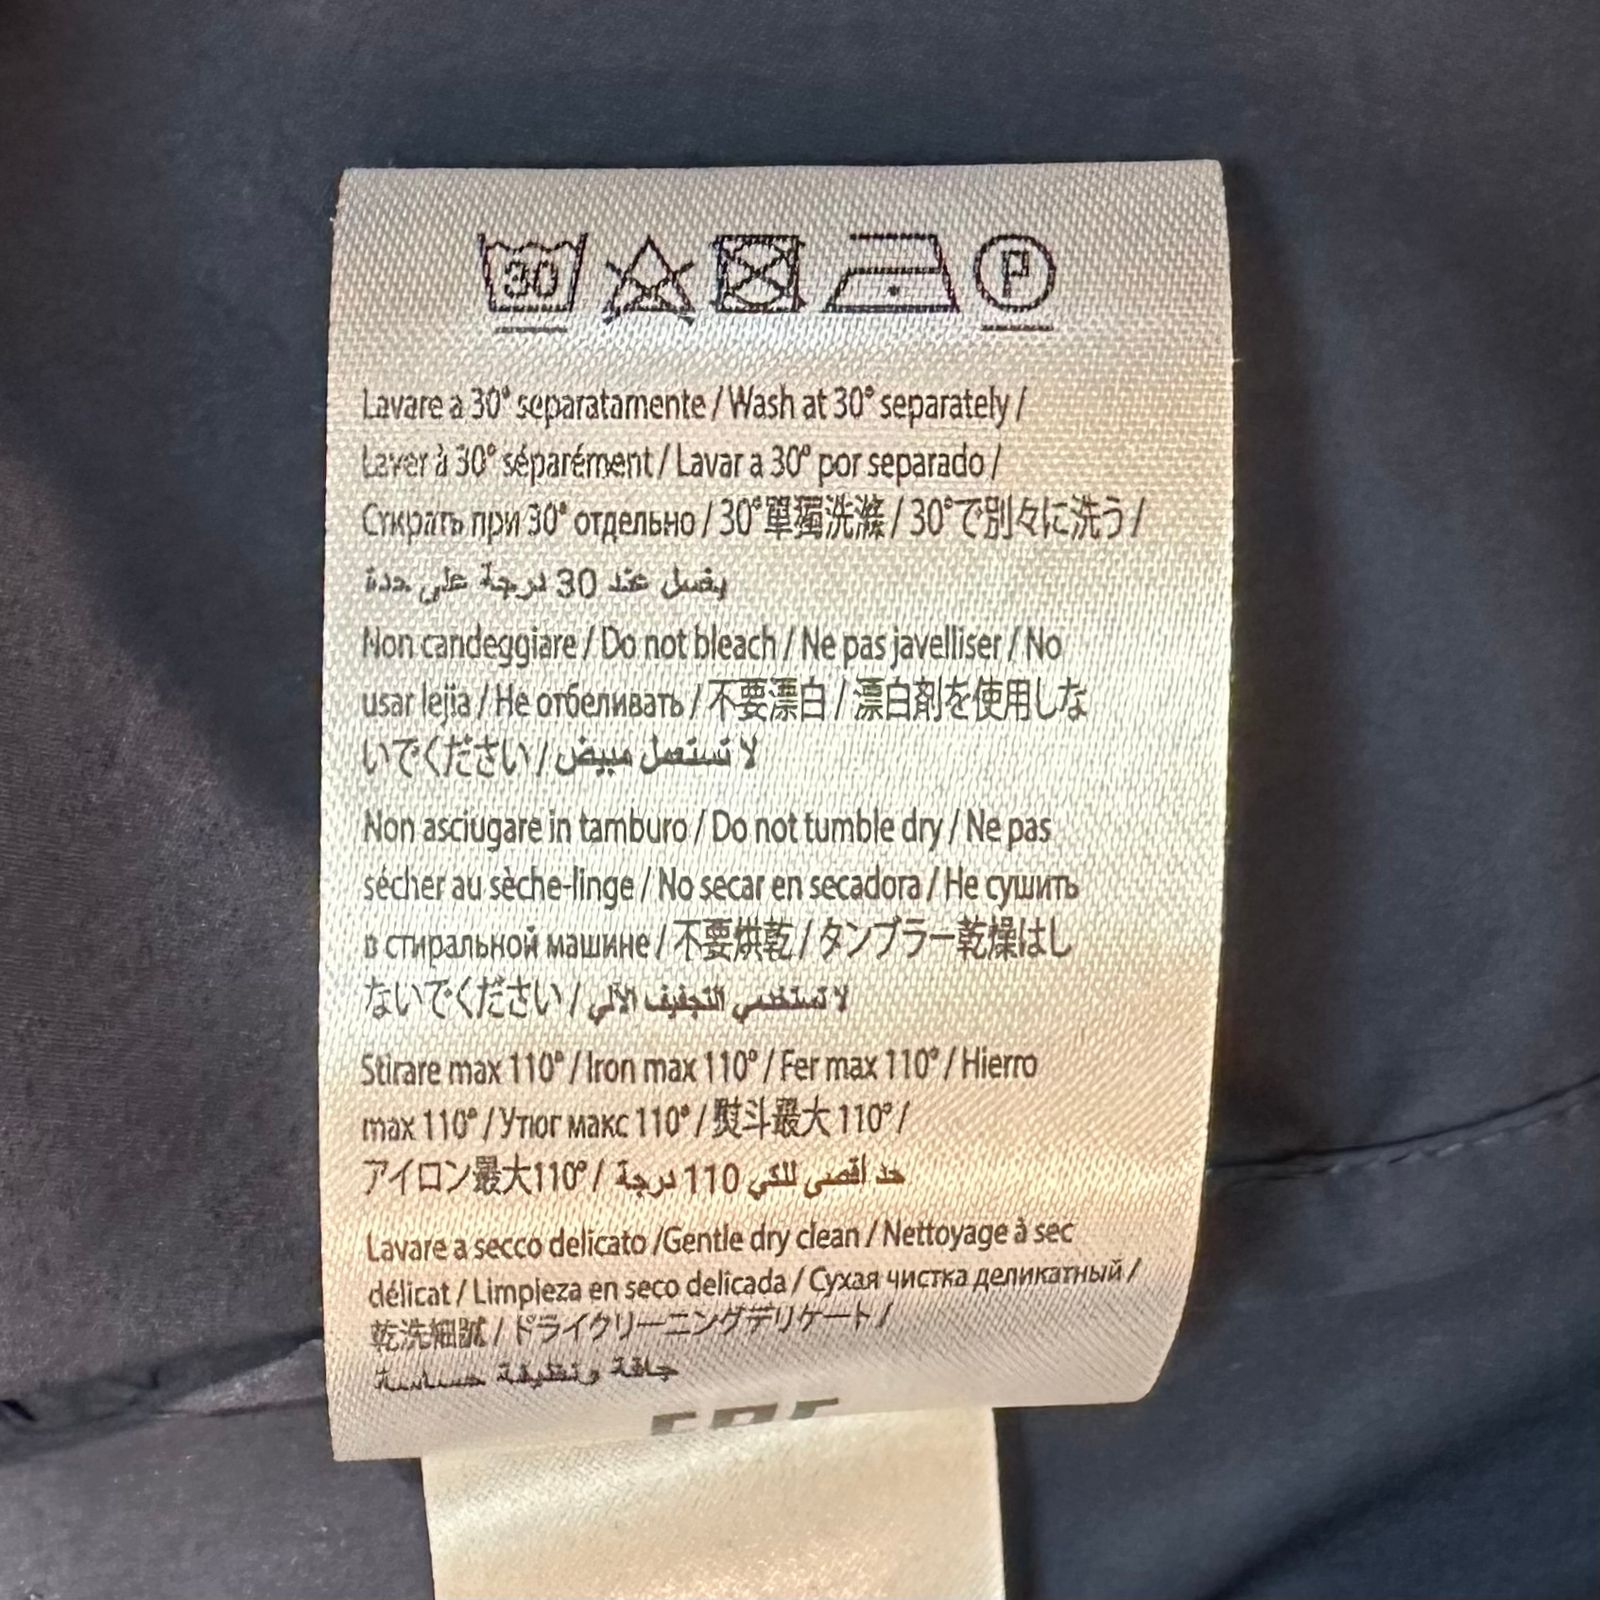 30
P
Lavare a 30° separatamente / Wash at 30° separately /
Laver à 30° séparément / Lavar a 30° por separado /
Стирать при 30° отдельно / 30°單獨洗滌 / 30°で別々に洗う /
يغسل عند 30 درجة على حدة
Non candeggiare / Do not bleach / Ne pas javelliser / No
usar lejia / Не отбеливать / 不要漂白 / 漂白剤を使用しな
いでください / لا تستعمل مبيض
Non asciugare in tamburo / Do not tumble dry / Ne pas
sécher au sèche-linge / No secar en secadora / Не сушить
в стиральной машине / 不要烘乾 / タンブラー乾燥はし
ないでください / لا تستخدمي التجفيف الآلي
Stirare max 110° / Iron max 110° / Fer max 110° / Hierro
max 110° / Утюг макс 110° / 熨斗最大 110° /
アイロン最大110° / حد أقصى للكي 110 درجة
Lavare a secco delicato /Gentle dry clean / Nettoyage à sec
délicat / Limpieza en seco delicada / Сухая чистка деликатный /
乾洗細膩 / ドライクリーニングデリケート /
جافة ونظيفة حساسة